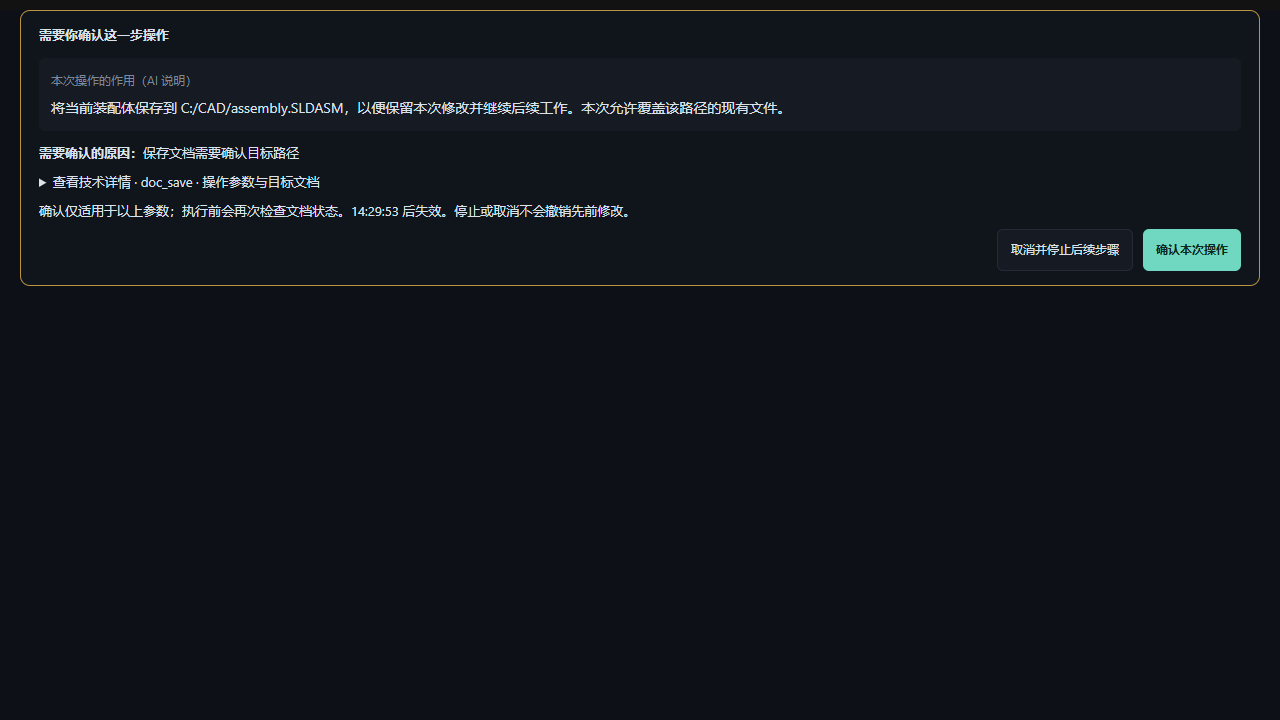 需要你确认这一步操作
本次操作的作用（AI 说明）
将当前装配体保存到 C:/CAD/assembly.SLDASM，以便保留本次修改并继续后续工作。本次允许覆盖该路径的现有文件。
需要确认的原因：保存文档需要确认目标路径
查看技术详情 · doc_save · 操作参数与目标文档
确认仅适用于以上参数；执行前会再次检查文档状态。14:29:53 后失效。停止或取消不会撤销先前修改。
取消并停止后续步骤
确认本次操作